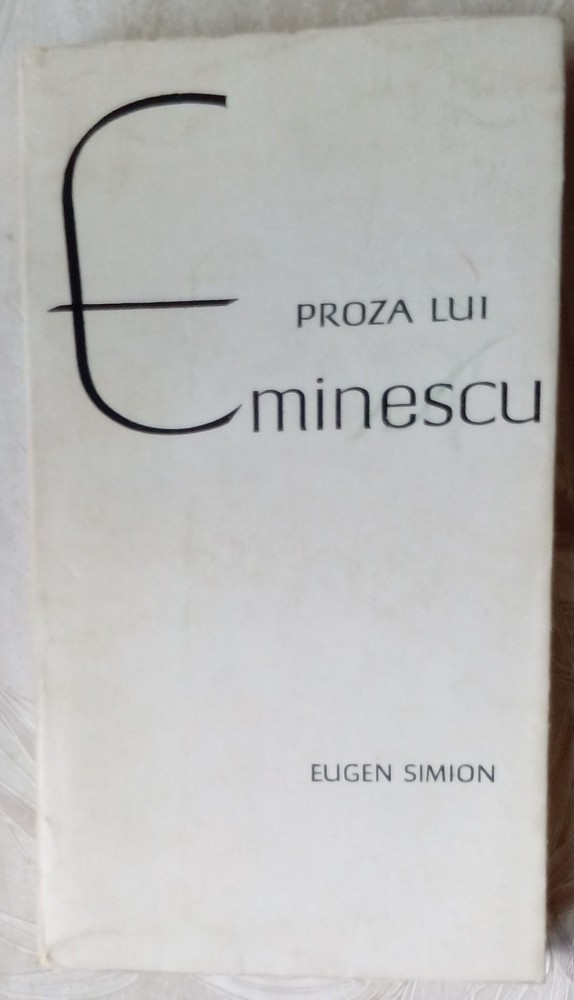 PROZA LUI
Eminescu
EUGEN SIMION